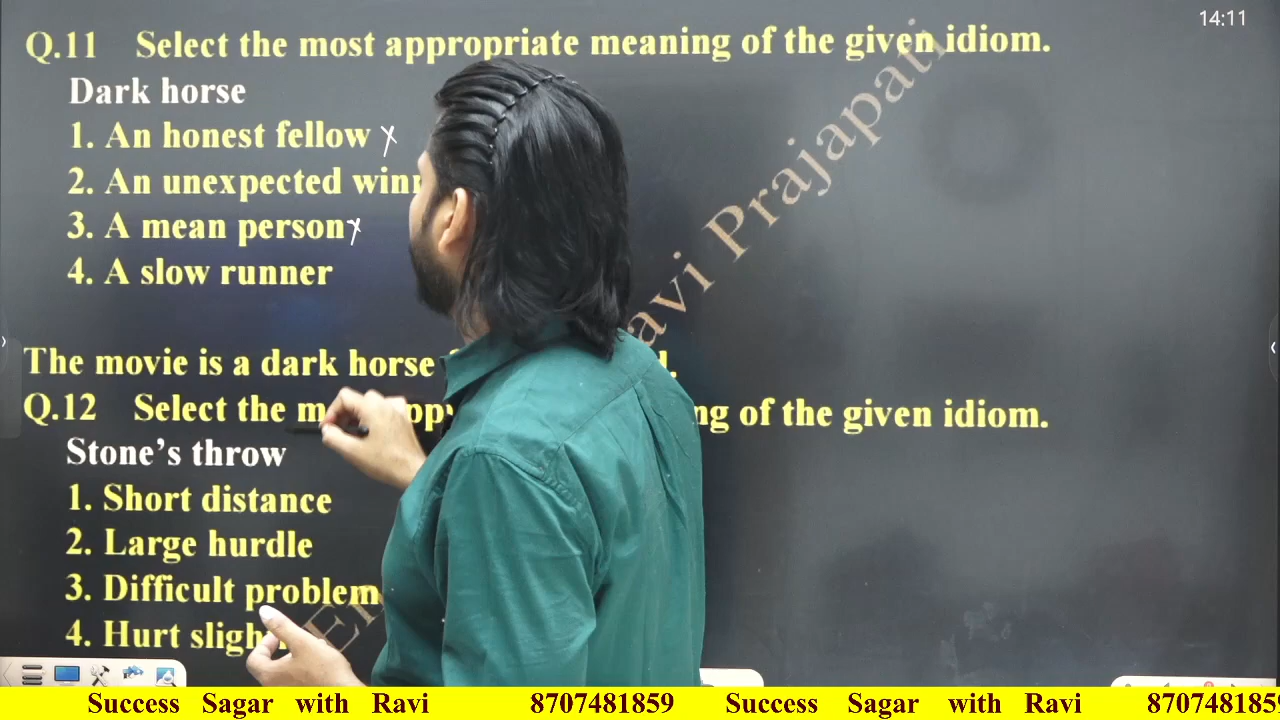 14:11
Q.11 Select the most appropriate meaning of the given idiom.
Dark horse
1. An honest fellow x
2. An unexpected
3. A mean person x
4. A slow runner
The movie is a dark horse
Q.12 Select the ng of the given idiom.
Stone's throw
1. Short distance
2. Large hurdle
3. Difficult problem
4. Hurt
avi Prajapati
Success Sagar with Ravi 8707481859 Success Sagar with Ravi 870748185